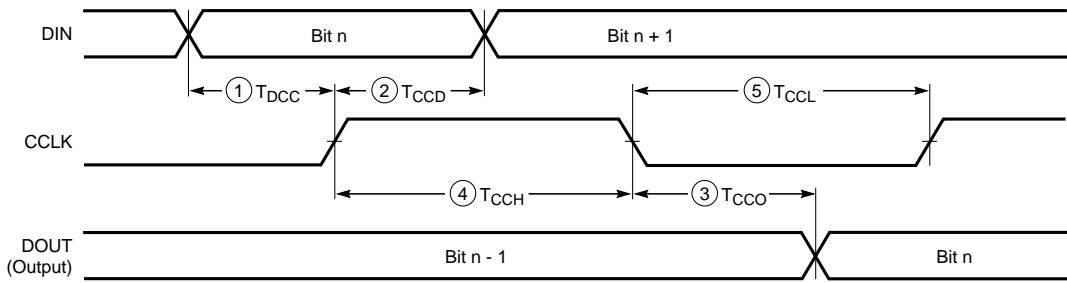 DIN
Bit n
Bit n + 1
① TDCC
② TCCD
⑤ TCCL
CCLK
④ TCCH
③ TCCO
DOUT
(Output)
Bit n - 1
Bit n